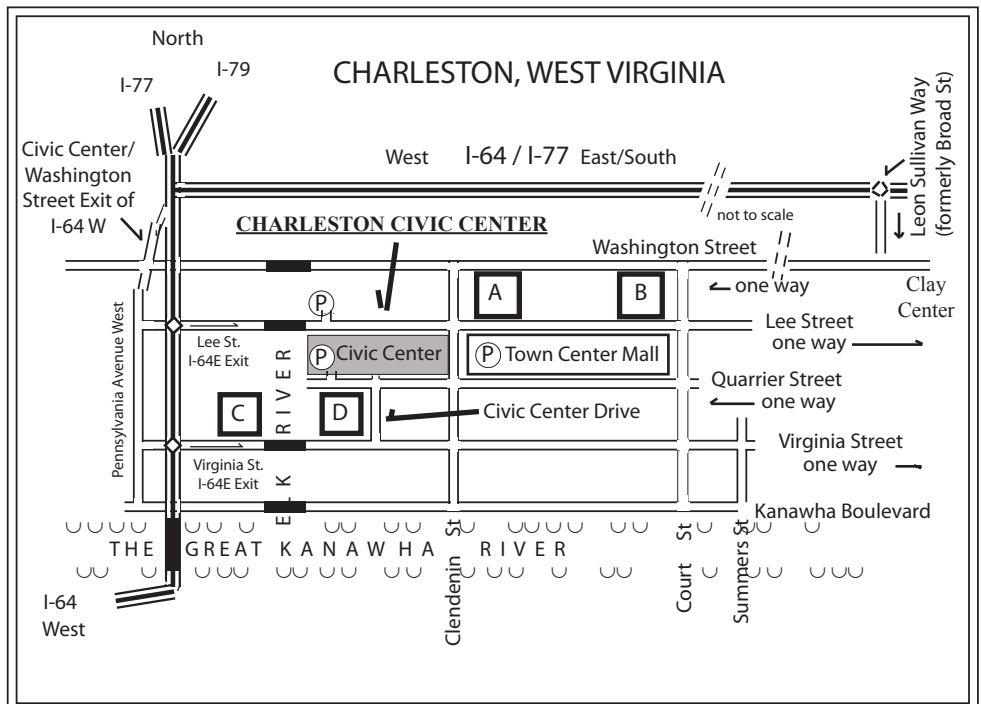 North
I-77
I-79
CHARLESTON, WEST VIRGINIA
Civic Center/
Washington
Street Exit of
I-64 W
West I-64 / I-77 East/South
Leon Sullivan Way
(formerly Broad St)
not to scale
CHARLESTON CIVIC CENTER
Washington Street
A
B
one way
Clay
Center
P
Lee Street
one way
Lee St.
I-64E Exit
P Civic Center
P Town Center Mall
Pennsylvania Avenue West
ELK RIVER
Quarrier Street
one way
C
D
Civic Center Drive
Virginia Street
one way
Virginia St.
I-64E Exit
Kanawha Boulevard
THE GREAT KANAWHA RIVER
Clendenin St
Court St
Summers St
I-64
West